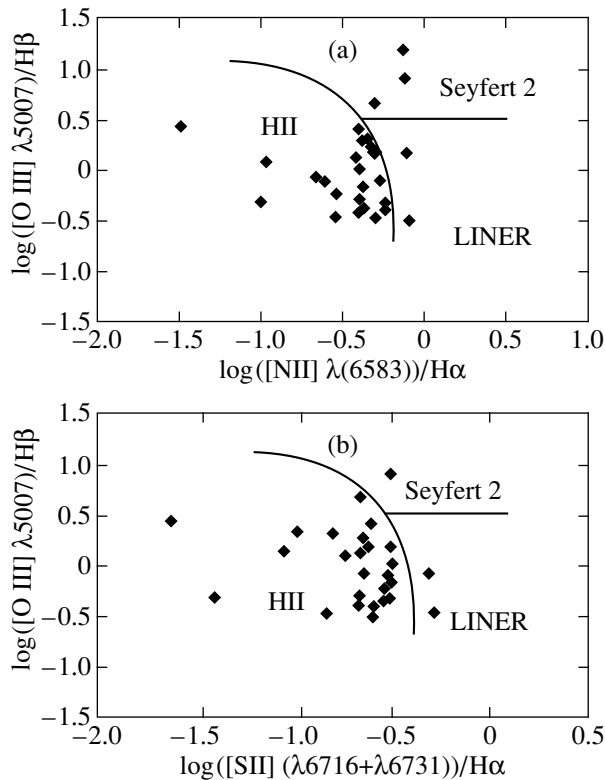 (a)
1.5
1.0
0.5
0
−0.5
−1.0
−1.5
log([O III] λ5007)/Hβ
HII
Seyfert 2
LINER
−2.0 −1.5 −1.0 −0.5 0 0.5 1.0
log([NII] λ(6583))/Hα
(b)
1.5
1.0
0.5
0
−0.5
−1.0
−1.5
log([O III] λ5007)/Hβ
Seyfert 2
HII
LINER
−2.0 −1.5 −1.0 −0.5 0 0.5
log([SII] (λ6716+λ6731))/Hα